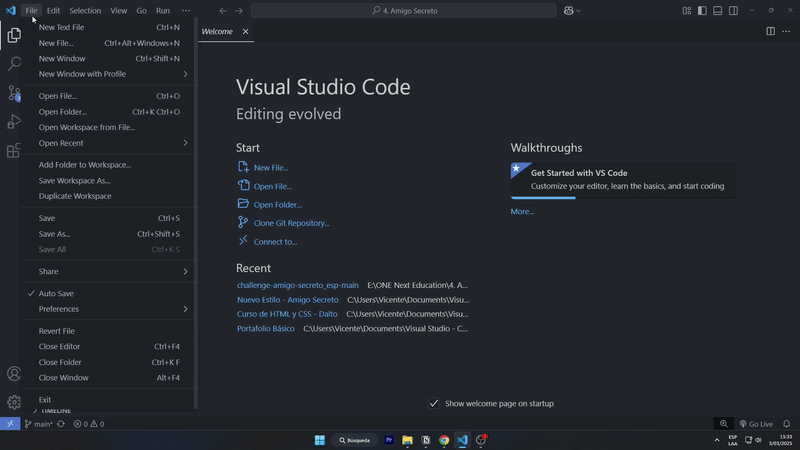 File Edit Selection View Go Run ···
4. Amigo Secreto
Welcome
New Text File Ctrl+N
New File... Ctrl+Alt+Windows+N
New Window Ctrl+Shift+N
New Window with Profile
Open File... Ctrl+O
Open Folder... Ctrl+K Ctrl+O
Open Workspace from File...
Open Recent
Add Folder to Workspace...
Save Workspace As...
Duplicate Workspace
Save Ctrl+S
Save As... Ctrl+Shift+S
Save All Ctrl+K S
Share
Auto Save
Preferences
Revert File
Close Editor Ctrl+F4
Close Folder Ctrl+K F
Close Window Alt+F4
Exit
TIMELINE
Visual Studio Code
Editing evolved
Start
New File...
Open File...
Open Folder...
Clone Git Repository...
Connect to...
Recent
challenge-amigo-secreto_esp-main E:\ONE Next Education\4. A...
Nuevo Estilo - Amigo Secreto C:\Users\Vicente\Documents\Visu...
Curso de HTML y CSS - Dalto C:\Users\Vicente\Documents\Visu...
Portafolio Básico C:\Users\Vicente\Documents\Visual Studio - C...
Walkthroughs
Get Started with VS Code
Customize your editor, learn the basics, and start coding
More...
Show welcome page on startup
main* 0 0 Go Live
Búsqueda
ESP
LAA
15:33
3/03/2025